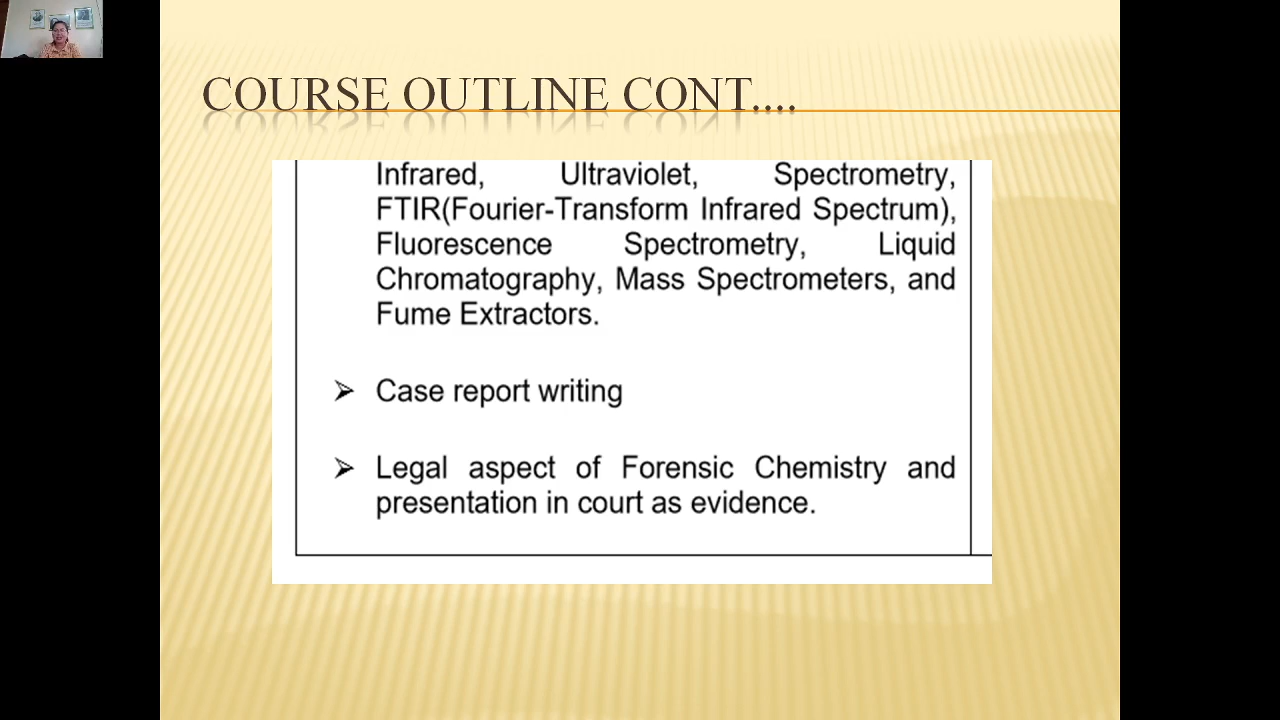 COURSE OUTLINE CONT....
Infrared, Ultraviolet, Spectrometry,
FTIR(Fourier-Transform Infrared Spectrum),
Fluorescence Spectrometry, Liquid
Chromatography, Mass Spectrometers, and
Fume Extractors.
➢ Case report writing
➢ Legal aspect of Forensic Chemistry and
presentation in court as evidence.